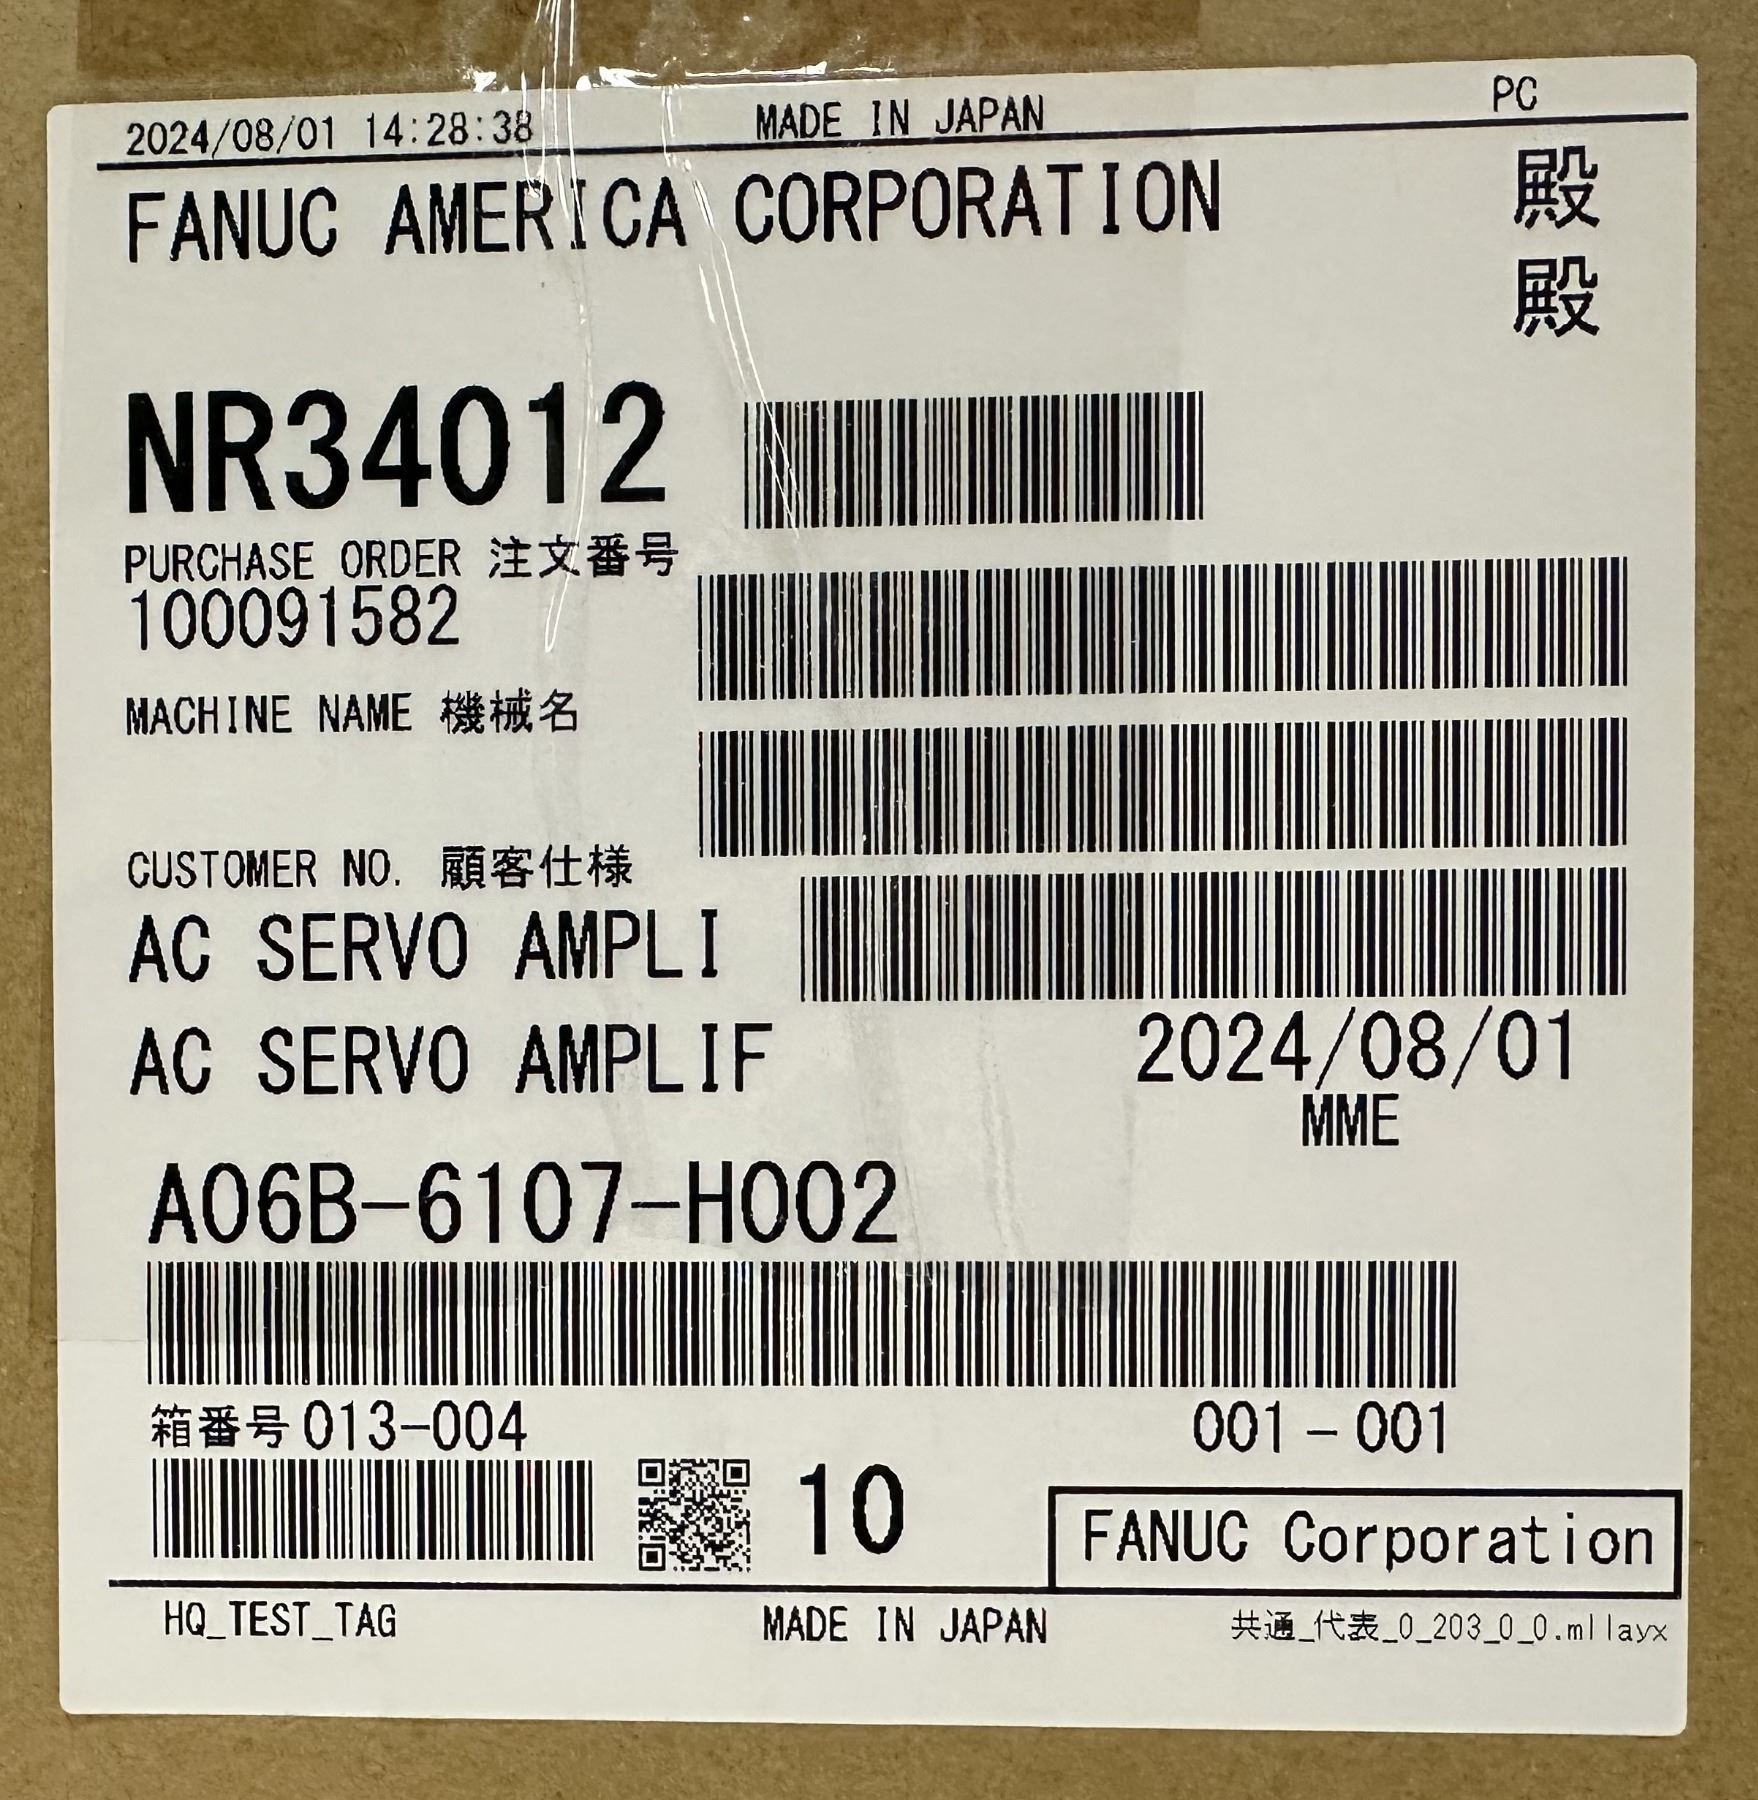 2024/08/01 14:28:38 MADE IN JAPAN PC
FANUC AMERICA CORPORATION 殿
殿
NR34012
PURCHASE ORDER 注文番号
100091582
MACHINE NAME 機械名
CUSTOMER NO. 顧客仕様
AC SERVO AMPLI
AC SERVO AMPLIF 2024/08/01
MME
A06B-6107-H002
箱番号 013-004 001-001
10
FANUC Corporation
HQ_TEST_TAG MADE IN JAPAN 共通_代表_0_203_0_0.mllayx